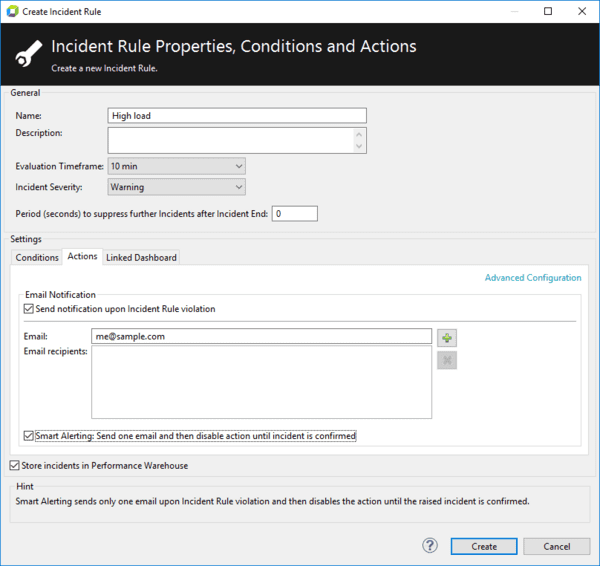 Create Incident Rule
Incident Rule Properties, Conditions and Actions
Create a new Incident Rule.
General
Name: High load
Description:
Evaluation Timeframe: 10 min
Incident Severity: Warning
Period (seconds) to suppress further Incidents after Incident End: 0
Settings
Conditions Actions Linked Dashboard
Advanced Configuration
Email Notification
Send notification upon Incident Rule violation
Email: me@sample.com
Email recipients:
Smart Alerting: Send one email and then disable action until incident is confirmed
Store incidents in Performance Warehouse
Hint
Smart Alerting sends only one email upon Incident Rule violation and then disables the action until the raised incident is confirmed.
? Create Cancel